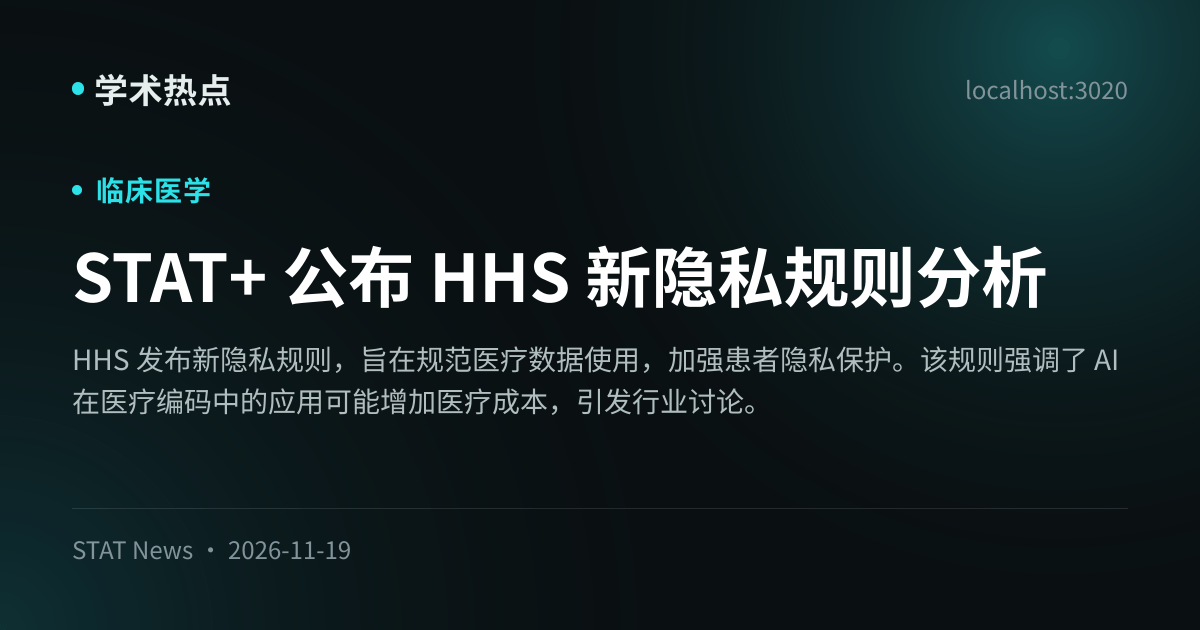 学术热点
localhost:3020
临床医学
STAT+ 公布 HHS 新隐私规则分析
HHS 发布新隐私规则，旨在规范医疗数据使用，加强患者隐私保护。该规则强调了 AI
在医疗编码中的应用可能增加医疗成本，引发行业讨论。
STAT News · 2026-11-19